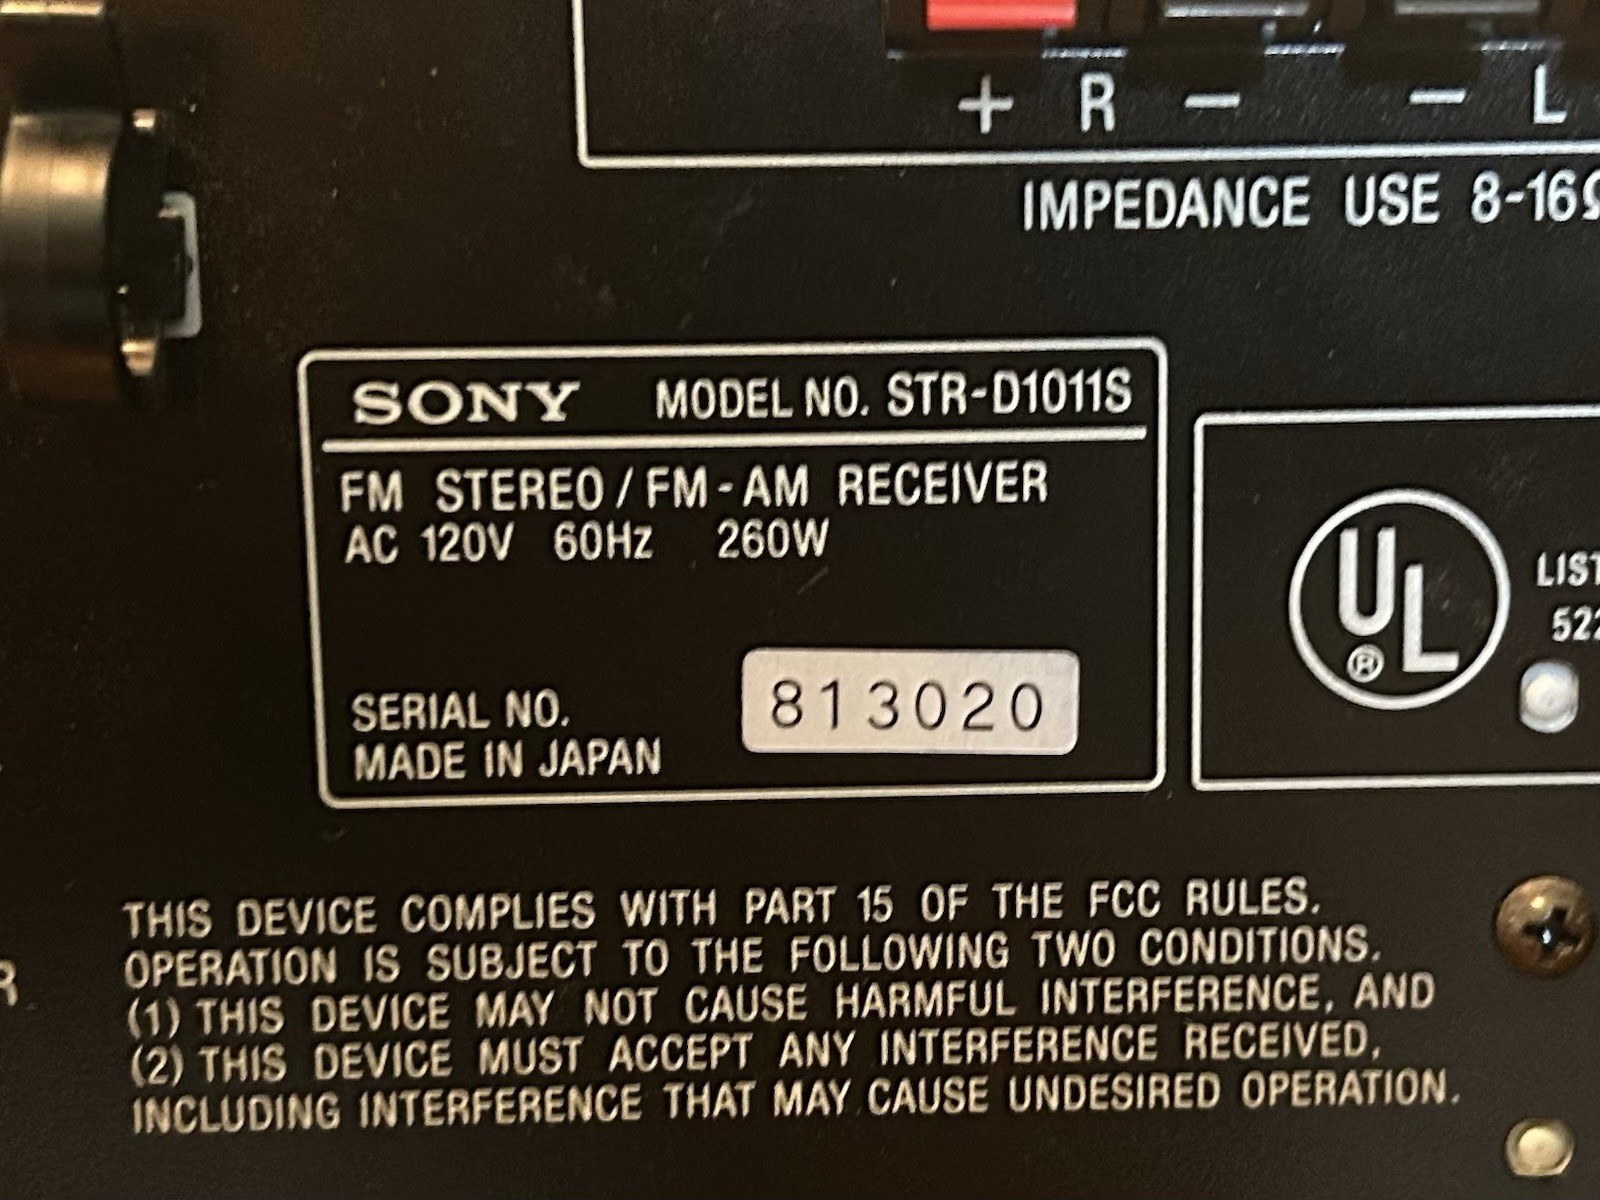 + R − − L
IMPEDANCE USE 8-16Ω
SONY MODEL NO. STR-D1011S
FM STEREO / FM-AM RECEIVER
AC 120V 60Hz 260W
SERIAL NO. 813020
MADE IN JAPAN
UL®
R
THIS DEVICE COMPLIES WITH PART 15 OF THE FCC RULES.
OPERATION IS SUBJECT TO THE FOLLOWING TWO CONDITIONS.
(1) THIS DEVICE MAY NOT CAUSE HARMFUL INTERFERENCE, AND
(2) THIS DEVICE MUST ACCEPT ANY INTERFERENCE RECEIVED,
INCLUDING INTERFERENCE THAT MAY CAUSE UNDESIRED OPERATION.